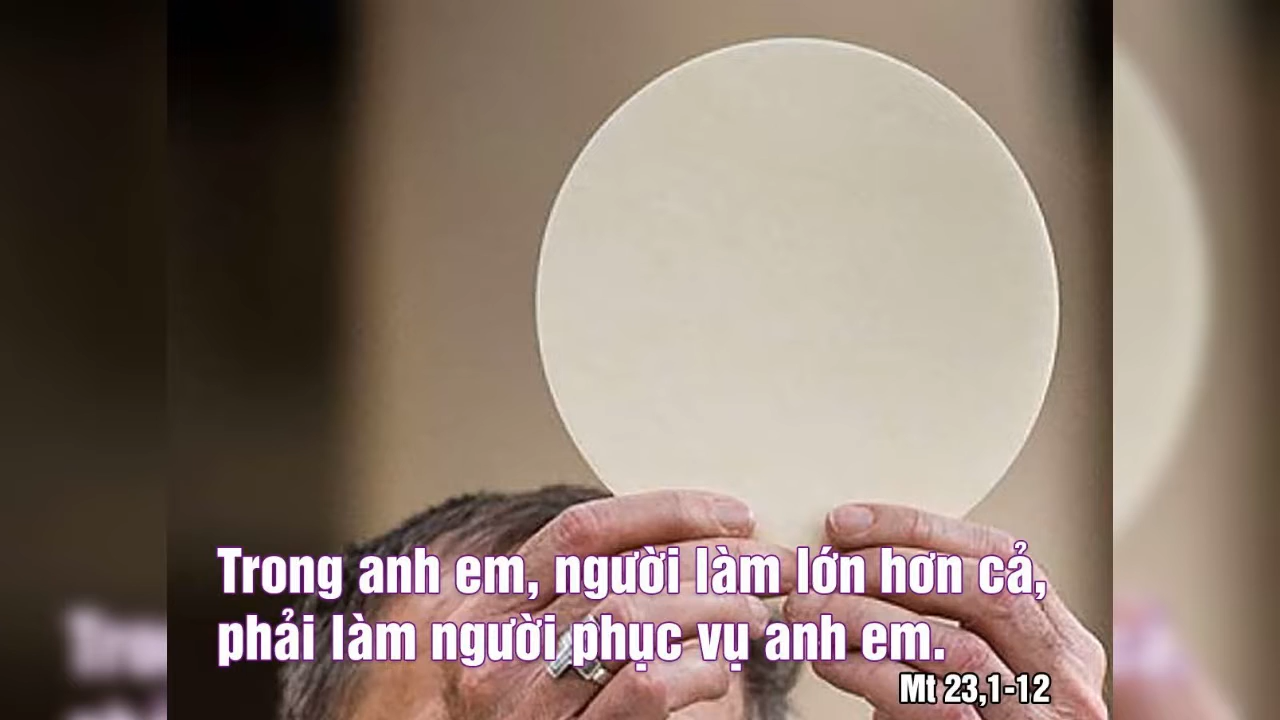 Trong anh em, người làm lớn hơn cả,
phải làm người phục vụ anh em.
Mt 23,1-12